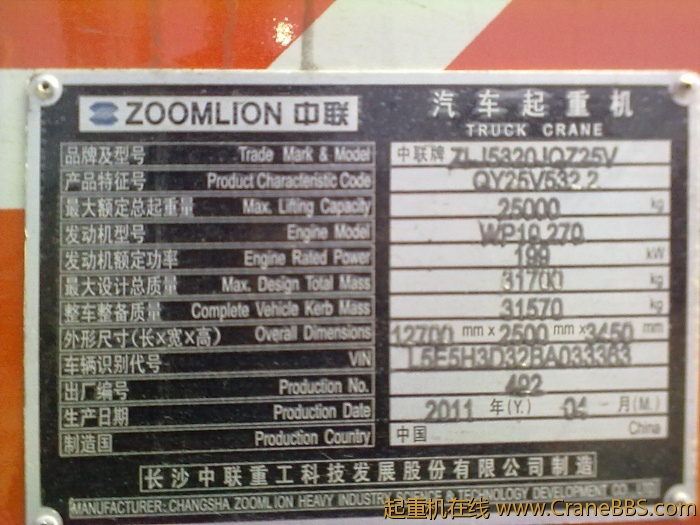 ZOOMLION 中联
汽车起重机
TRUCK CRANE
品牌及型号 Trade Mark & Model 中联牌 ZLJ5320JQZ25V
产品特征号 Product Characteristic Code QY25V532.2
最大额定总起重量 Max. Lifting Capacity 25000 kg
发动机型号 Engine Model WP10.270
发动机额定功率 Engine Rated Power 199 kW
最大设计总质量 Max. Design Total Mass 31700 kg
整车整备质量 Complete Vehicle Kerb Mass 31570 kg
外形尺寸(长×宽×高) Overall Dimensions 12700 mm × 2500 mm × 3450 mm
车辆识别代号 VIN L5E5H3D32BA033363
出厂编号 Production No. 492
生产日期 Production Date 2011 年(Y.) 04 月(M.)
制造国 Production Country 中国 China
长沙中联重工科技发展股份有限公司制造
MANUFACTURER: CHANGSHA ZOOMLION HEAVY INDUSTRY DEVELOPMENT CO., LTD
起重机在线 www.CraneBBS.com